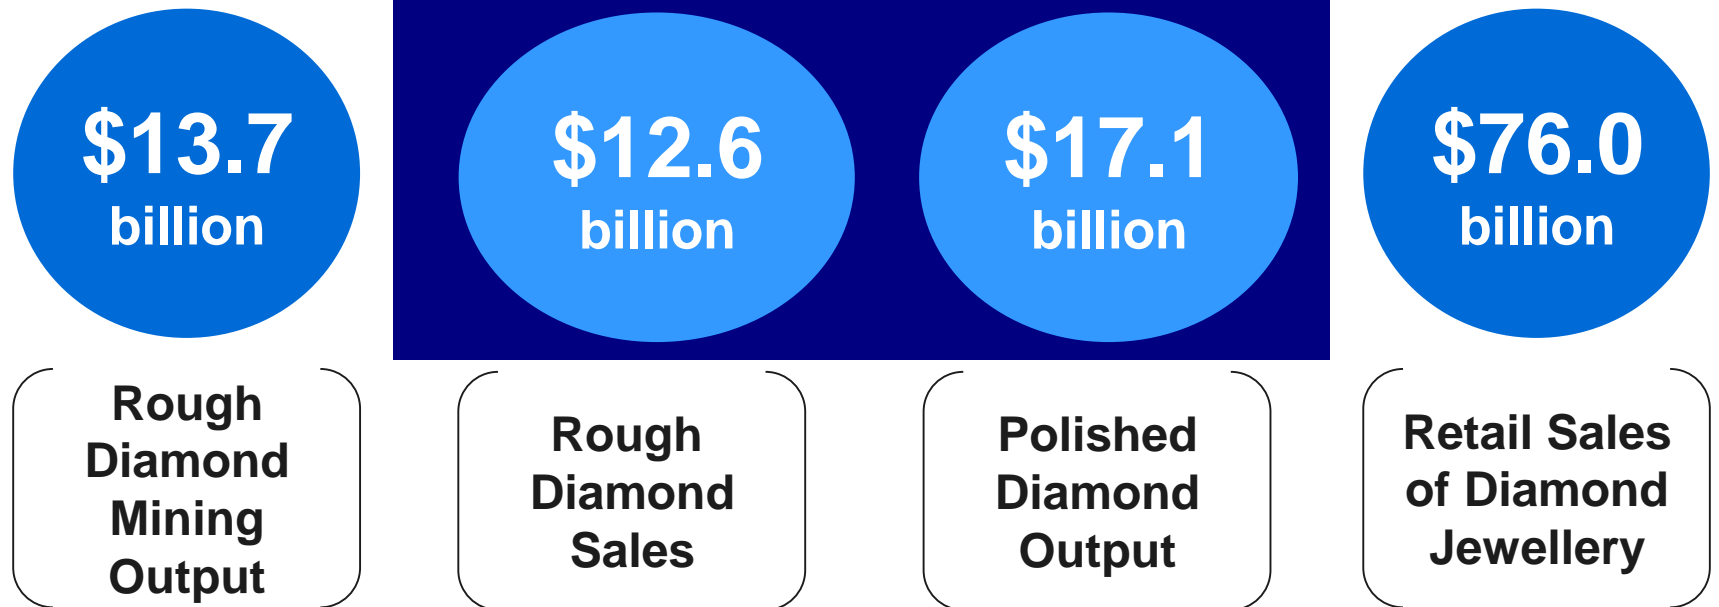 $13.7
billion
$12.6
billion
$17.1
billion
$76.0
billion
Rough
Diamond
Mining
Output
Rough
Diamond
Sales
Polished
Diamond
Output
Retail Sales
of Diamond
Jewellery